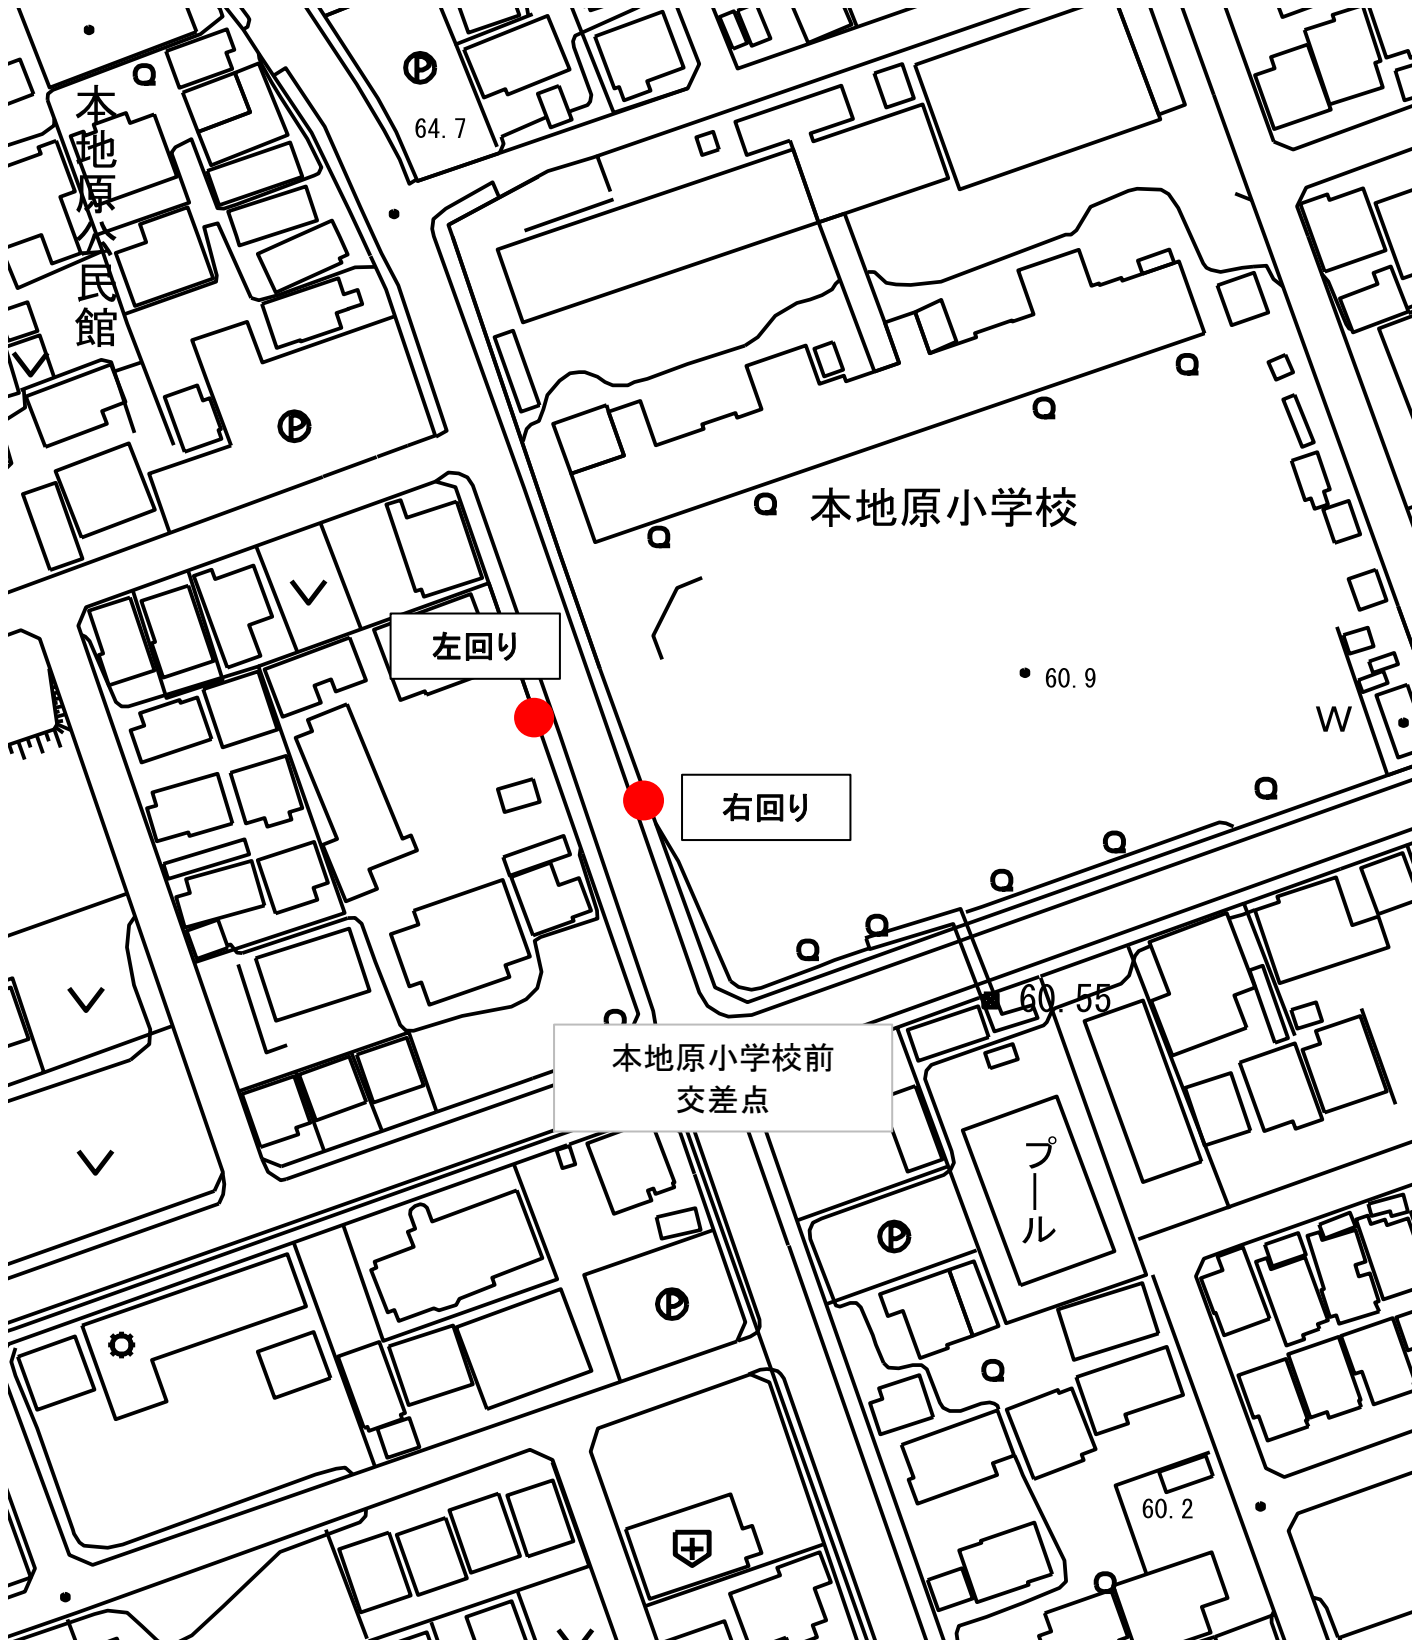 64.7
本地原公民館
本地原小学校
左回り
60.9
W
右回り
60.55
本地原小学校前
交差点
プール
60.2